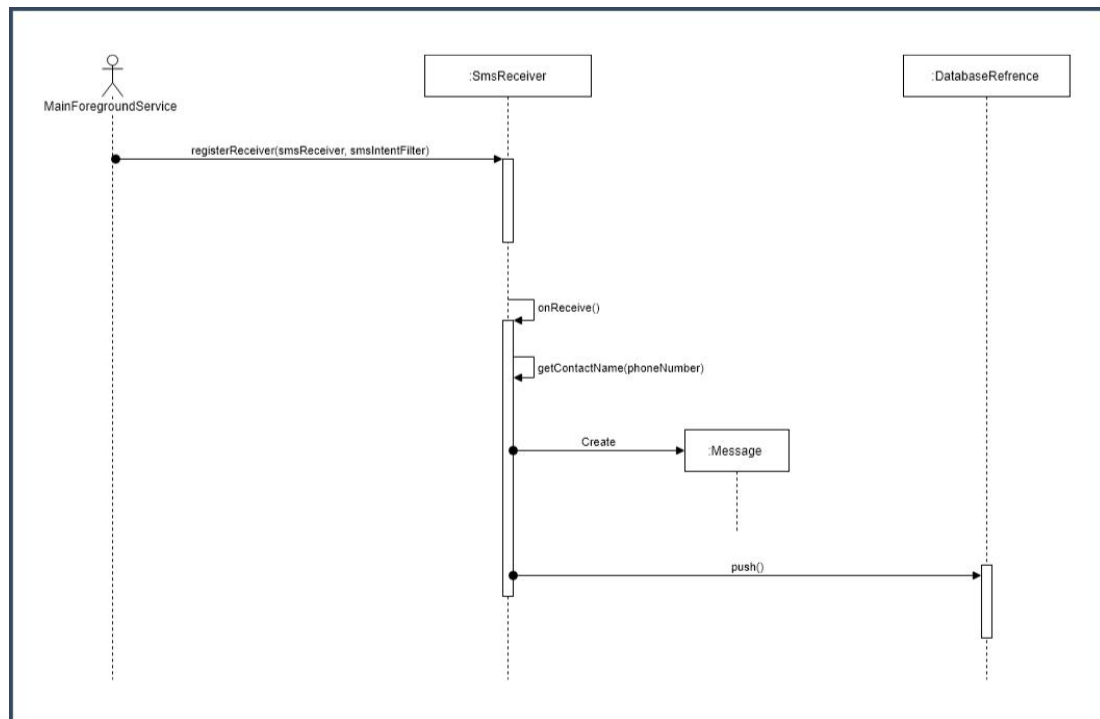 MainForegroundService
:SmsReceiver
:DatabaseRefrence
registerReceiver(smsReceiver, smsIntentFilter)
onReceive()
getContactName(phoneNumber)
Create
:Message
push()